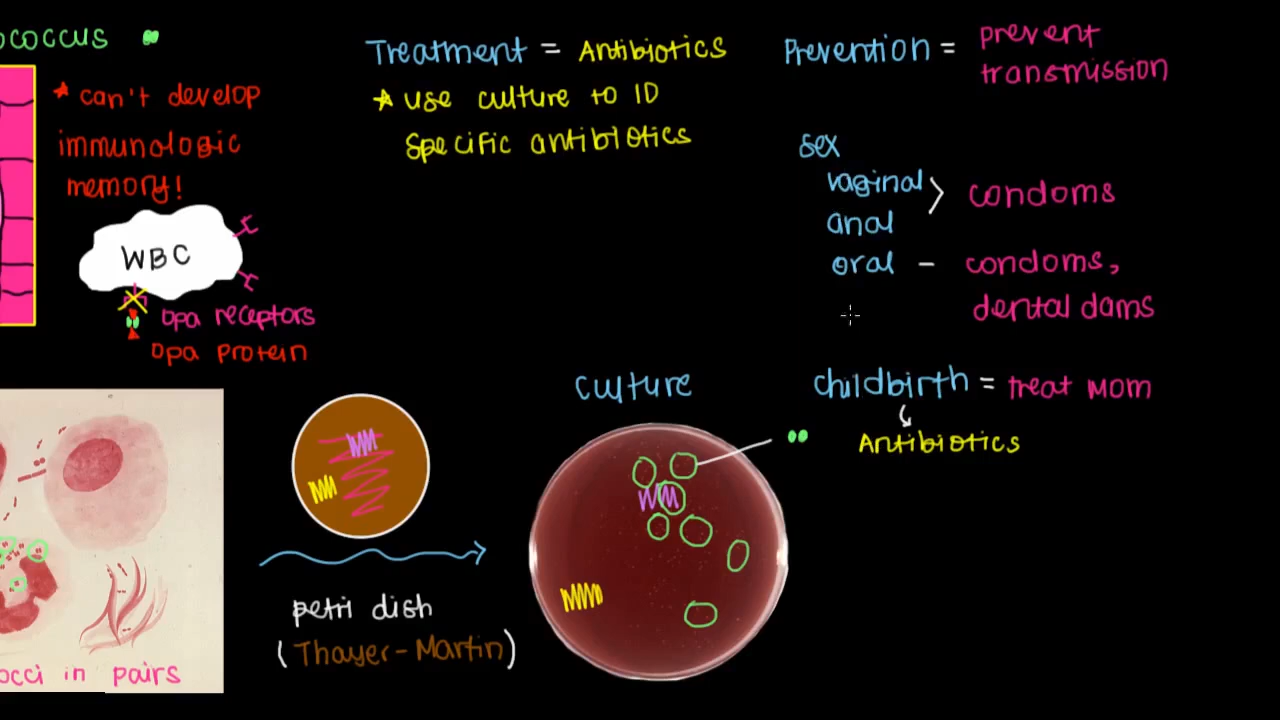 ococcus
* can't develop
immunologic
memory!
WBC
opa receptors
opa protein
Treatment = Antibiotics
* use culture to ID
specific antibiotics
Prevention = prevent
transmission
sex
vaginal
anal
> condoms
oral - condoms,
dental dams
childbirth = treat mom
Antibiotics
culture
petri dish
(Thayer-Martin)
occi in pairs